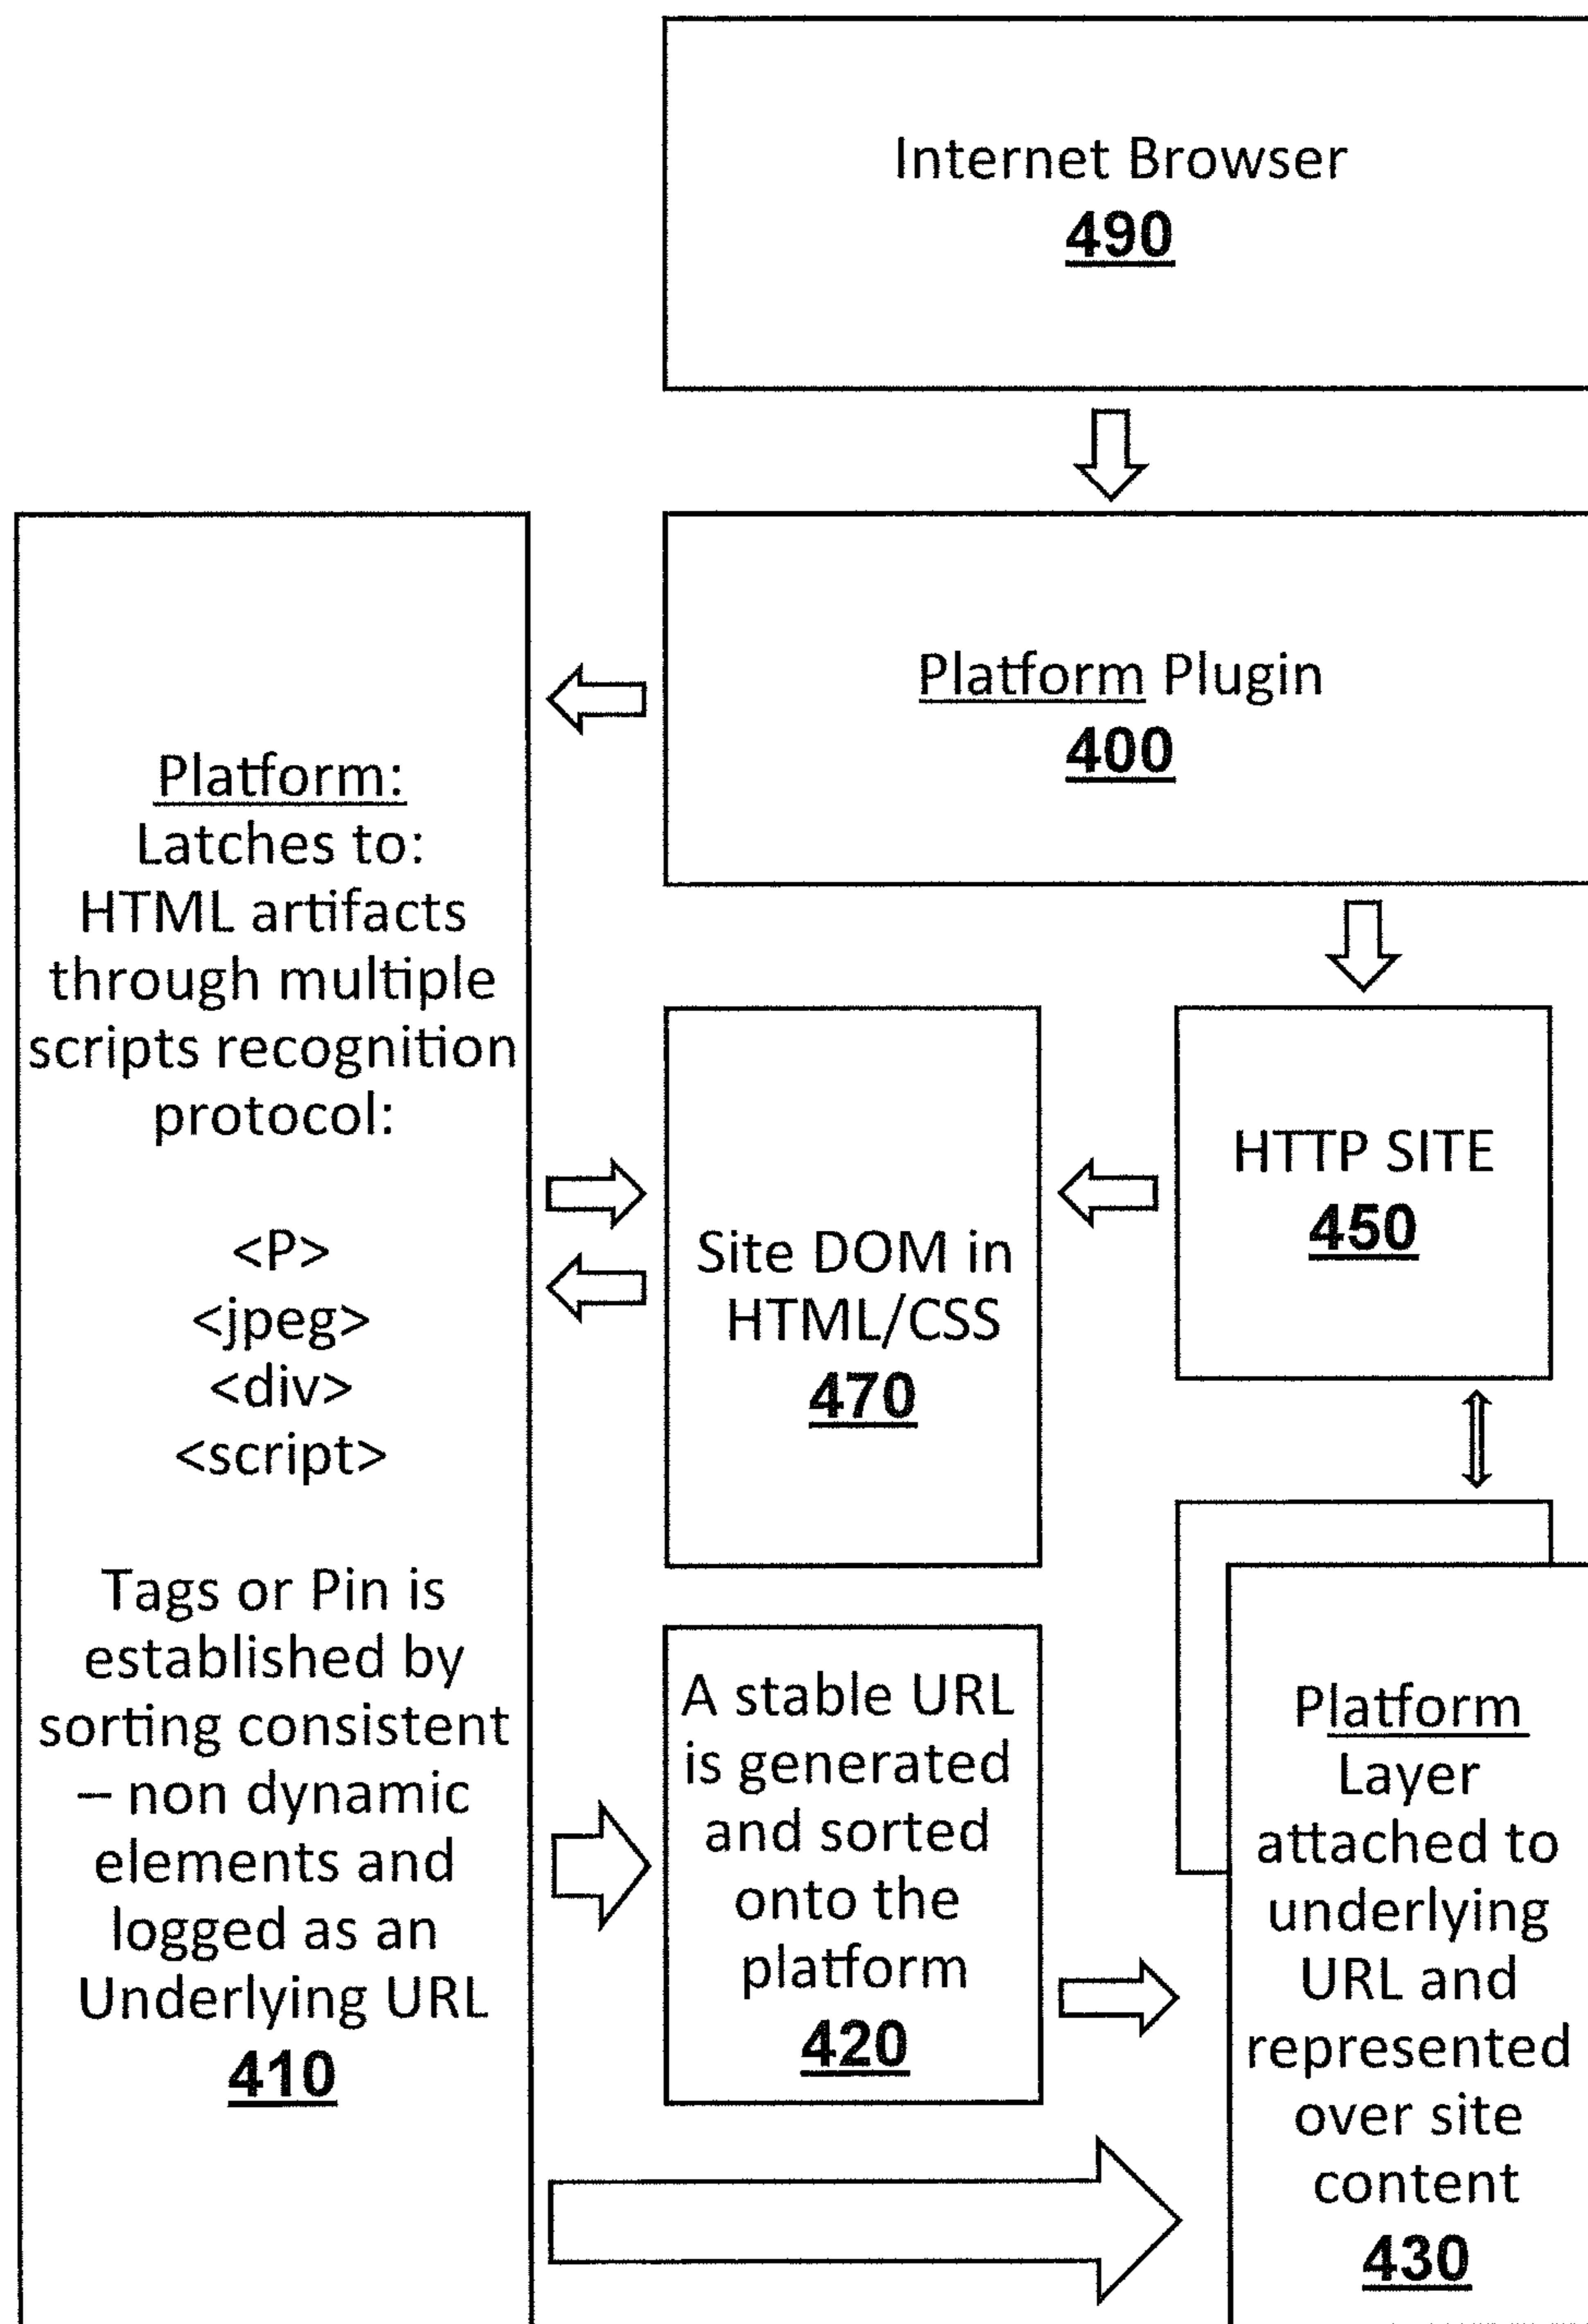 Internet Browser
490
Platform Plugin
400
Platform:
Latches to:
HTML artifacts
through multiple
scripts recognition
protocol:
<P>
<jpeg>
<div>
<script>
Tags or Pin is
established by
sorting consistent
– non dynamic
elements and
logged as an
Underlying URL
410
Site DOM in
HTML/CSS
470
HTTP SITE
450
A stable URL
is generated
and sorted
onto the
platform
420
Platform
Layer
attached to
underlying
URL and
represented
over site
content
430